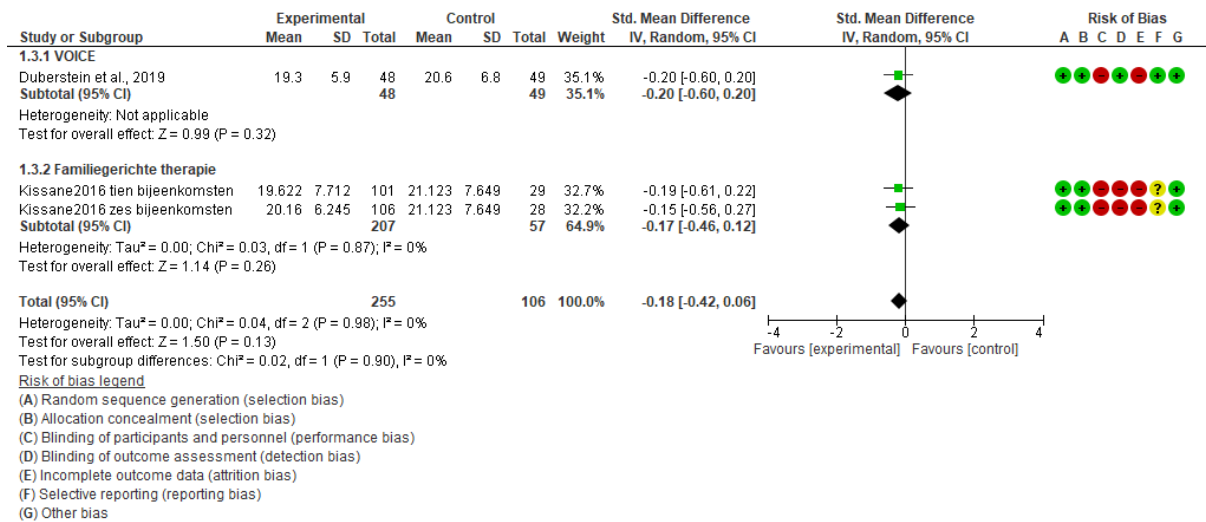 Experimental Control Std. Mean Difference Std. Mean Difference Risk of Bias
Study or Subgroup Mean SD Total Mean SD Total Weight IV, Random, 95% CI IV, Random, 95% CI A B C D E F G
1.3.1 VOICE
Duberstein et al., 2019 19.3 5.9 48 20.6 6.8 49 35.1% -0.20 [-0.60, 0.20] + + - + - + +
Subtotal (95% CI) 48 49 35.1% -0.20 [-0.60, 0.20]
Heterogeneity: Not applicable
Test for overall effect: Z = 0.99 (P = 0.32)
1.3.2 Familiegerichte therapie
Kissane2016 tien bijeenkomsten 19.622 7.712 101 21.123 7.649 29 32.7% -0.19 [-0.61, 0.22] + + - - - ? +
Kissane2016 zes bijeenkomsten 20.16 6.245 106 21.123 7.649 28 32.2% -0.15 [-0.56, 0.27] + + - - - ? +
Subtotal (95% CI) 207 57 64.9% -0.17 [-0.46, 0.12]
Heterogeneity: Tau² = 0.00; Chi² = 0.03, df = 1 (P = 0.87); I² = 0%
Test for overall effect: Z = 1.14 (P = 0.26)
Total (95% CI) 255 106 100.0% -0.18 [-0.42, 0.06]
Heterogeneity: Tau² = 0.00; Chi² = 0.04, df = 2 (P = 0.98); I² = 0%
Test for overall effect: Z = 1.50 (P = 0.13)
Test for subgroup differences: Chi² = 0.02, df = 1 (P = 0.90), I² = 0%
-4 -2 0 2 4
Favours [experimental] Favours [control]
Risk of bias legend
(A) Random sequence generation (selection bias)
(B) Allocation concealment (selection bias)
(C) Blinding of participants and personnel (performance bias)
(D) Blinding of outcome assessment (detection bias)
(E) Incomplete outcome data (attrition bias)
(F) Selective reporting (reporting bias)
(G) Other bias